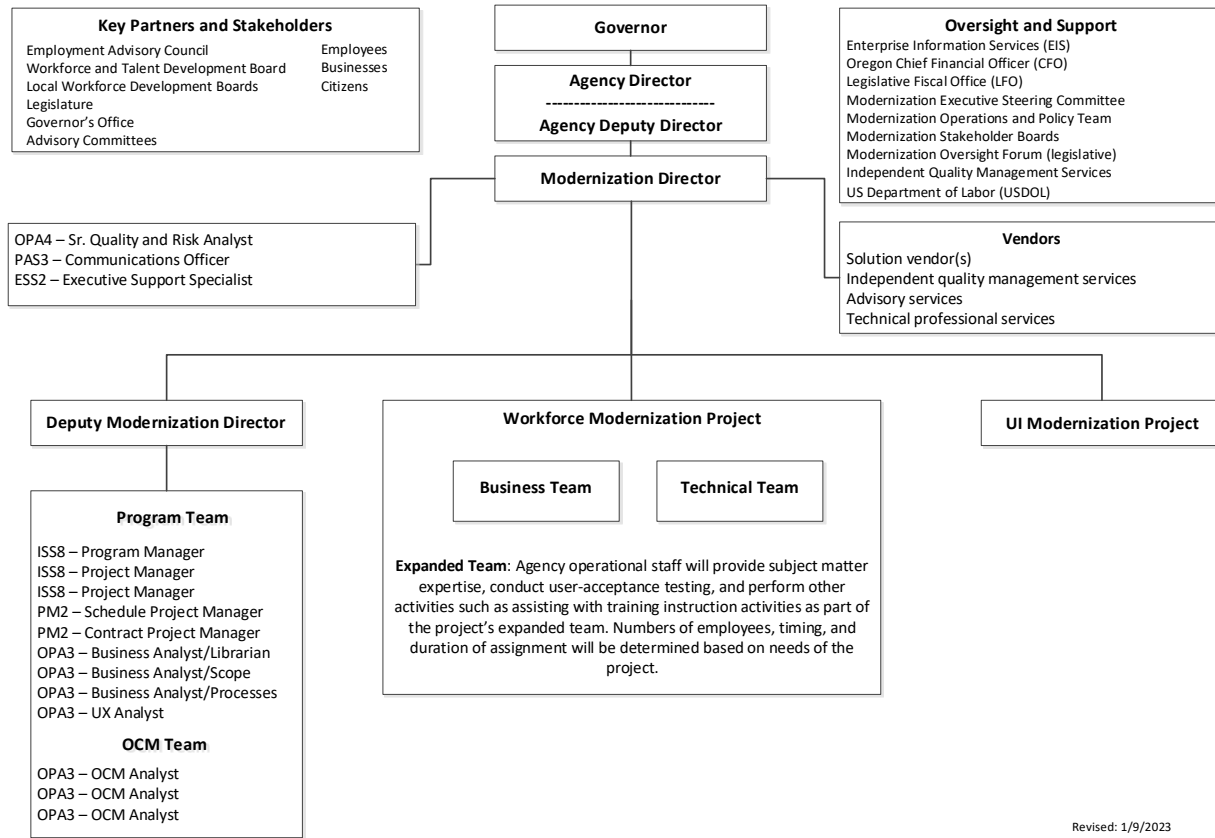 Key Partners and Stakeholders
Employment Advisory Council
Workforce and Talent Development Board
Local Workforce Development Boards
Legislature
Governor’s Office
Advisory Committees
Employees
Businesses
Citizens
Governor
Agency Director
------------------------------
Agency Deputy Director
Modernization Director
Oversight and Support
Enterprise Information Services (EIS)
Oregon Chief Financial Officer (CFO)
Legislative Fiscal Office (LFO)
Modernization Executive Steering Committee
Modernization Operations and Policy Team
Modernization Stakeholder Boards
Modernization Oversight Forum (legislative)
Independent Quality Management Services
US Department of Labor (USDOL)
OPA4 – Sr. Quality and Risk Analyst
PAS3 – Communications Officer
ESS2 – Executive Support Specialist
Vendors
Solution vendor(s)
Independent quality management services
Advisory services
Technical professional services
Deputy Modernization Director
Program Team
ISS8 – Program Manager
ISS8 – Project Manager
ISS8 – Project Manager
PM2 – Schedule Project Manager
PM2 – Contract Project Manager
OPA3 – Business Analyst/Librarian
OPA3 – Business Analyst/Scope
OPA3 – Business Analyst/Processes
OPA3 – UX Analyst
OCM Team
OPA3 – OCM Analyst
OPA3 – OCM Analyst
OPA3 – OCM Analyst
Workforce Modernization Project
Business Team
Technical Team
Expanded Team: Agency operational staff will provide subject matter
expertise, conduct user-acceptance testing, and perform other
activities such as assisting with training instruction activities as part of
the project’s expanded team. Numbers of employees, timing, and
duration of assignment will be determined based on needs of the
project.
UI Modernization Project
Revised: 1/9/2023